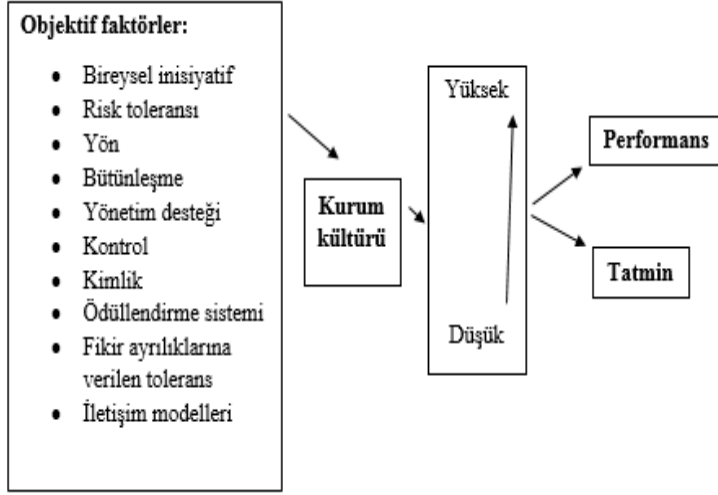 Objektif faktörler:
• Bireysel inisiyatif
• Risk toleransı
• Yön
• Bütünleşme
• Yönetim desteği
• Kontrol
• Kimlik
• Ödüllendirme sistemi
• Fikir ayrılıklarına
verilen tolerans
• İletişim modelleri
Kurum
kültürü
Yüksek
Düşük
Performans
Tatmin